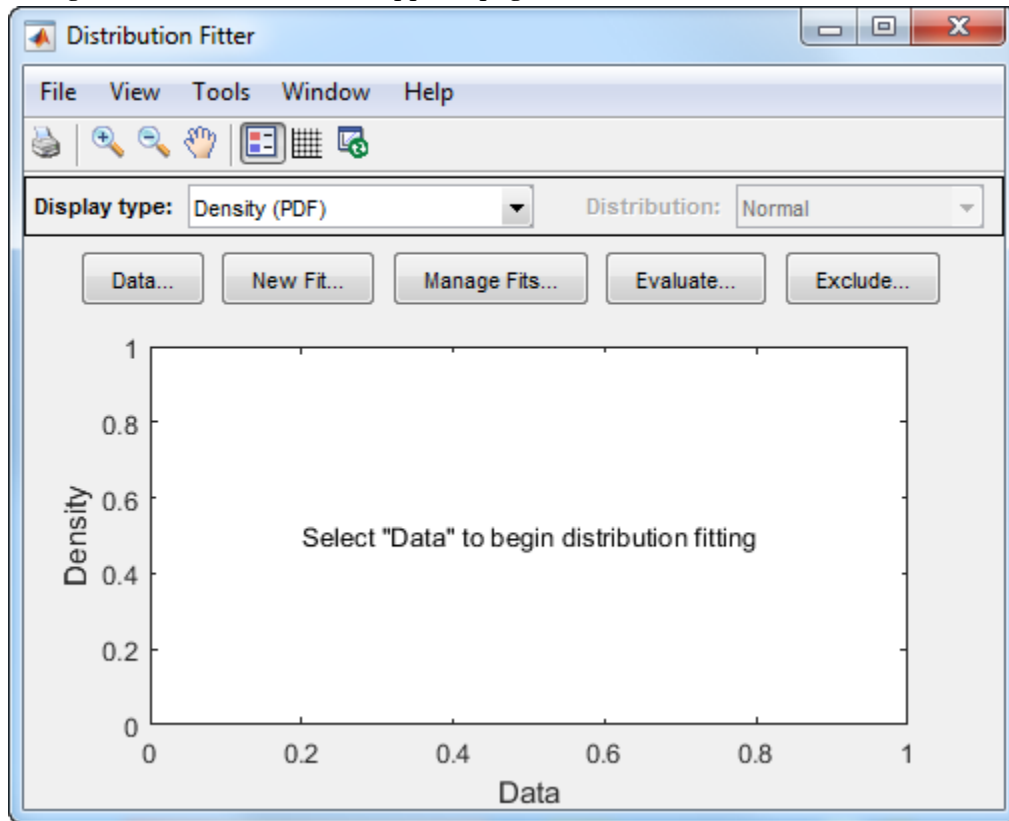 Distribution Fitter
File View Tools Window Help
Display type: Density (PDF) Distribution: Normal
Data... New Fit... Manage Fits... Evaluate... Exclude...
1
0.8
0.6
0.4
0.2
0
Density
Select "Data" to begin distribution fitting
0 0.2 0.4 0.6 0.8 1
Data